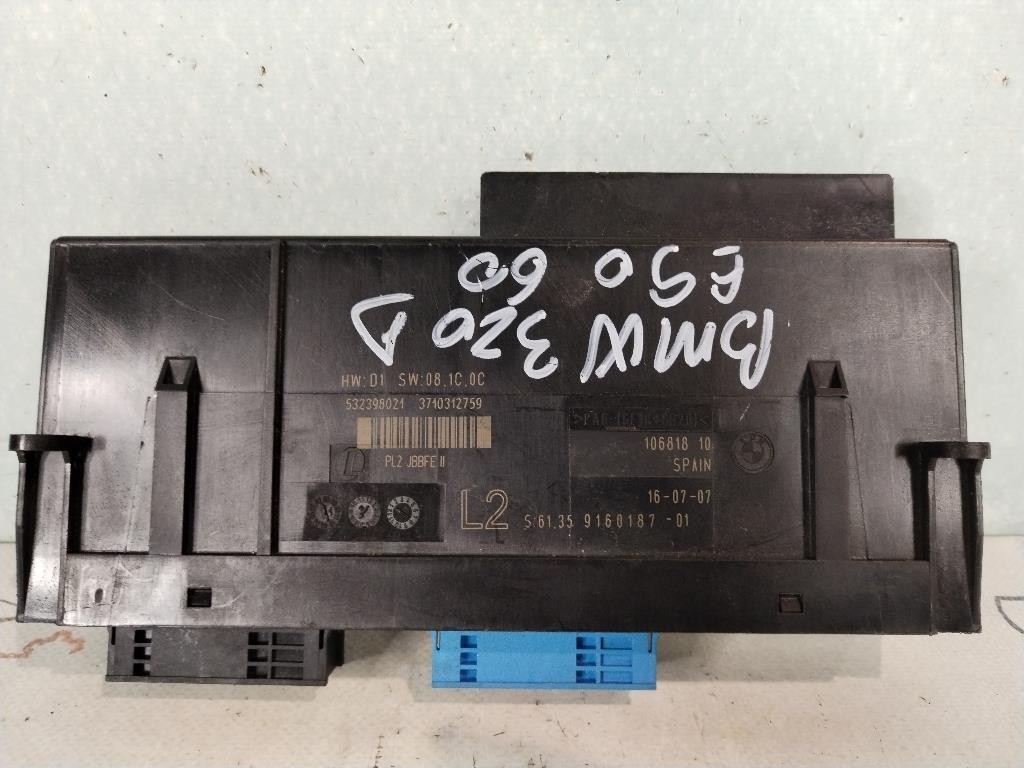 BMW 320 D
E90 60
HW: D1 SW: 08.1C.0C
532398021 3710312759
PL2 JBBFE II
106818 10
SPAIN
16-07-07
L2
S:61.35 9160187 -01